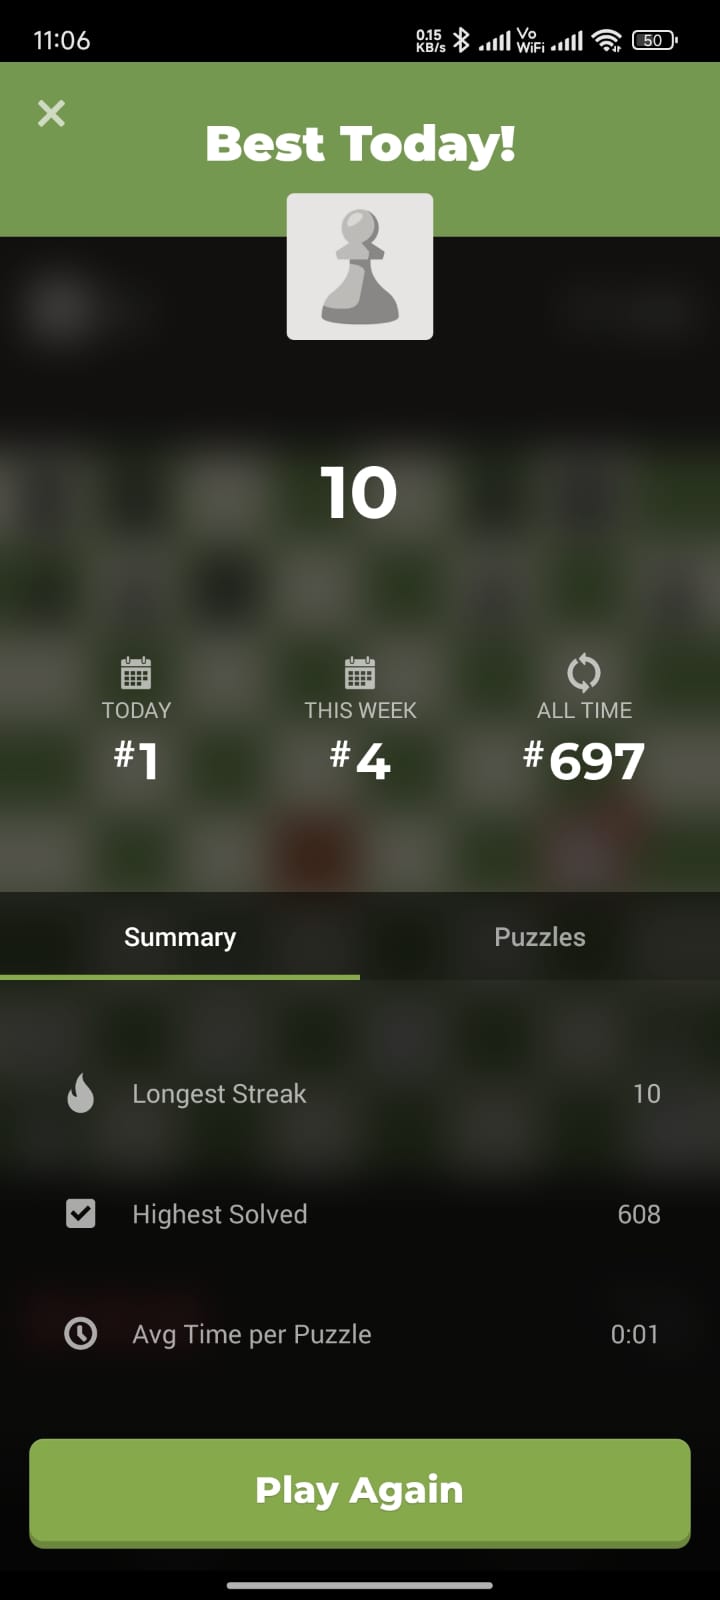 11:06
0.15
KB/s
Vo
WiFi
50
Best Today!
10
TODAY
THIS WEEK
ALL TIME
#1
#4
#697
Summary
Puzzles
Longest Streak
10
Highest Solved
608
Avg Time per Puzzle
0:01
Play Again